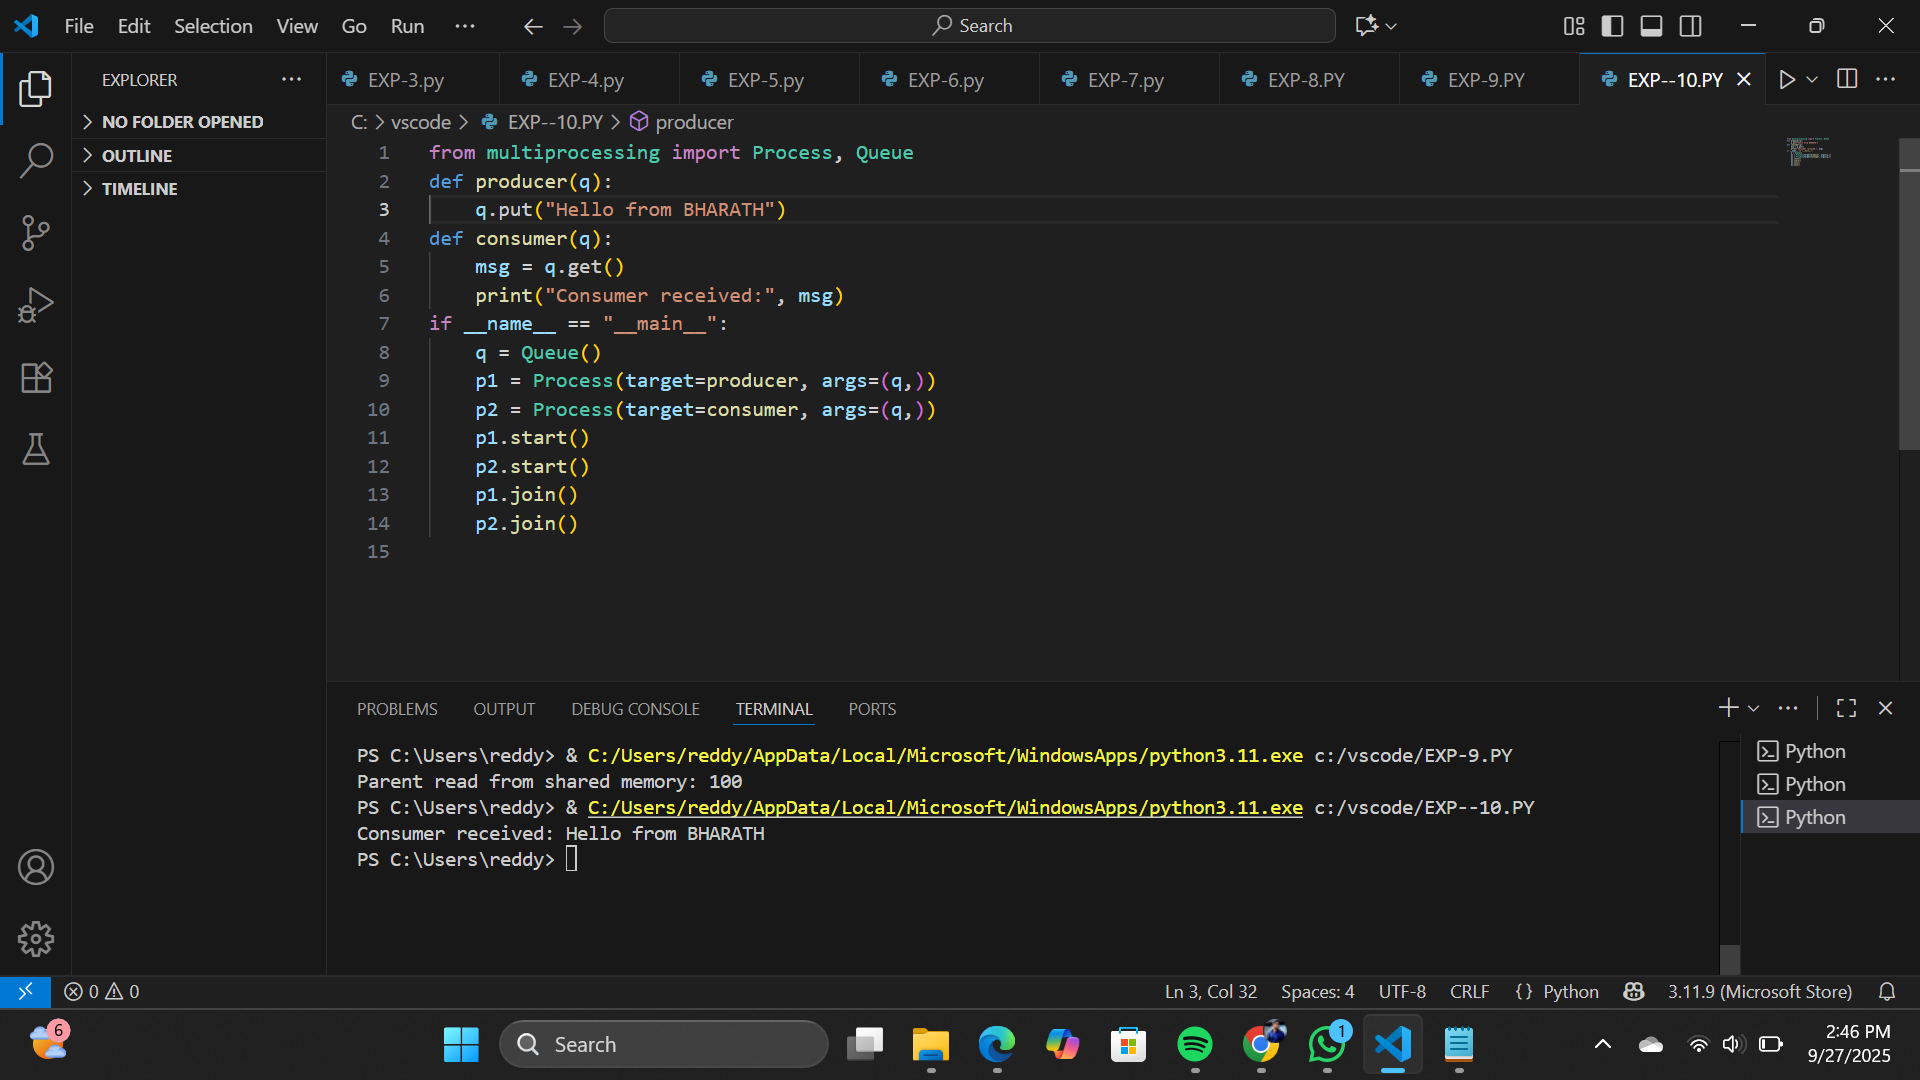 File Edit Selection View Go Run ··· Search
EXPLORER ···
NO FOLDER OPENED
OUTLINE
TIMELINE
EXP-3.py EXP-4.py EXP-5.py EXP-6.py EXP-7.py EXP-8.PY EXP-9.PY EXP--10.PY
C: > vscode > EXP--10.PY > producer
1 from multiprocessing import Process, Queue
2 def producer(q):
3     q.put("Hello from BHARATH")
4 def consumer(q):
5     msg = q.get()
6     print("Consumer received:", msg)
7 if __name__ == "__main__":
8     q = Queue()
9     p1 = Process(target=producer, args=(q,))
10     p2 = Process(target=consumer, args=(q,))
11     p1.start()
12     p2.start()
13     p1.join()
14     p2.join()
15
PROBLEMS OUTPUT DEBUG CONSOLE TERMINAL PORTS
PS C:\Users\reddy> & C:/Users/reddy/AppData/Local/Microsoft/WindowsApps/python3.11.exe c:/vscode/EXP-9.PY
Parent read from shared memory: 100
PS C:\Users\reddy> & C:/Users/reddy/AppData/Local/Microsoft/WindowsApps/python3.11.exe c:/vscode/EXP--10.PY
Consumer received: Hello from BHARATH
PS C:\Users\reddy>
Python
Python
Python
0 0 Ln 3, Col 32 Spaces: 4 UTF-8 CRLF {} Python 3.11.9 (Microsoft Store)
6 Search 1 2:46 PM
9/27/2025